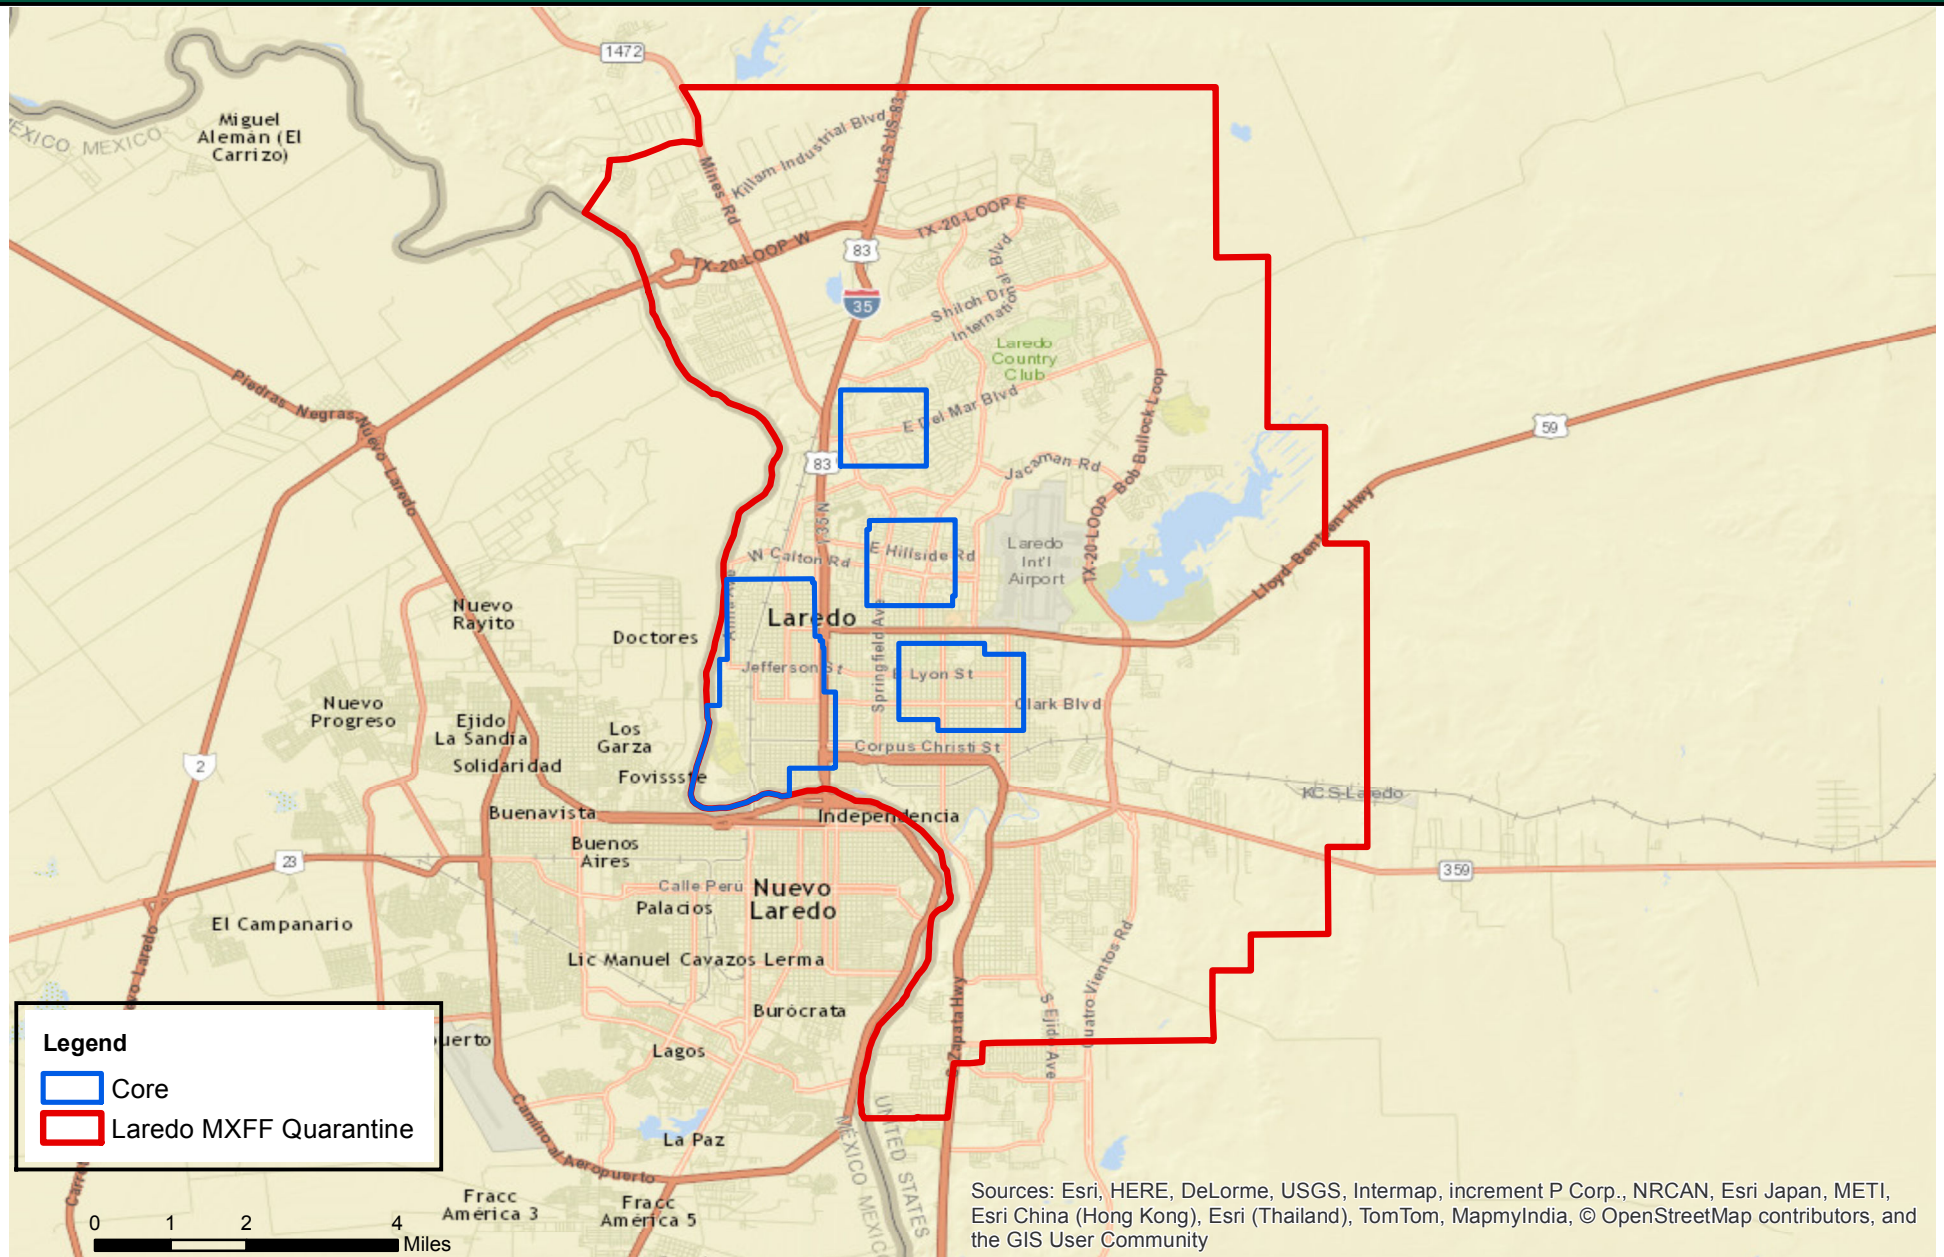 1472
Miguel
Alemán (El
Carrizo)
MÉXICO MEXICO
Killam Industrial Blvd
I-35 S US 83
Mines Rd
TX-20-LOOP W
TX-20-LOOP E
83
35
Shiloh Dr
International Blvd
Laredo
Country
Club
E Del Mar Blvd
Bob Bullock Loop
Piedras Negras-Nuevo Laredo
83
59
Jacaman Rd
I-35 N
W Calton Rd
E Hillside Rd
Laredo
Int'l
Airport
TX-20-LOOP
Lloyd Bentsen Hwy
Nuevo
Rayito
Doctores
Anna Ave
Laredo
Springfield Ave
Jefferson St
E Lyon St
Clark Blvd
Nuevo
Progreso
Ejido
La Sandia
Los
Garza
Solidaridad
Fovissste
Corpus Christi St
2
KCS-Laredo
Buenavista
Independencia
Buenos
Aires
23
359
Calle Perú
Nuevo
Laredo
Palacios
El Campanario
Lic Manuel Cavazos Lerma
Burócrata
S Zapata Hwy
S Ejido Ave
Cuatro Vientos Rd
Lagos
La Paz
Camino al Aeropuerto
MÉXICO MEXICO
UNITED STATES
Fracc
América 3
Fracc
América 5
Legend
Core
Laredo MXFF Quarantine
0 1 2 4
Miles
Sources: Esri, HERE, DeLorme, USGS, Intermap, increment P Corp., NRCAN, Esri Japan, METI,
Esri China (Hong Kong), Esri (Thailand), TomTom, MapmyIndia, © OpenStreetMap contributors, and
the GIS User Community